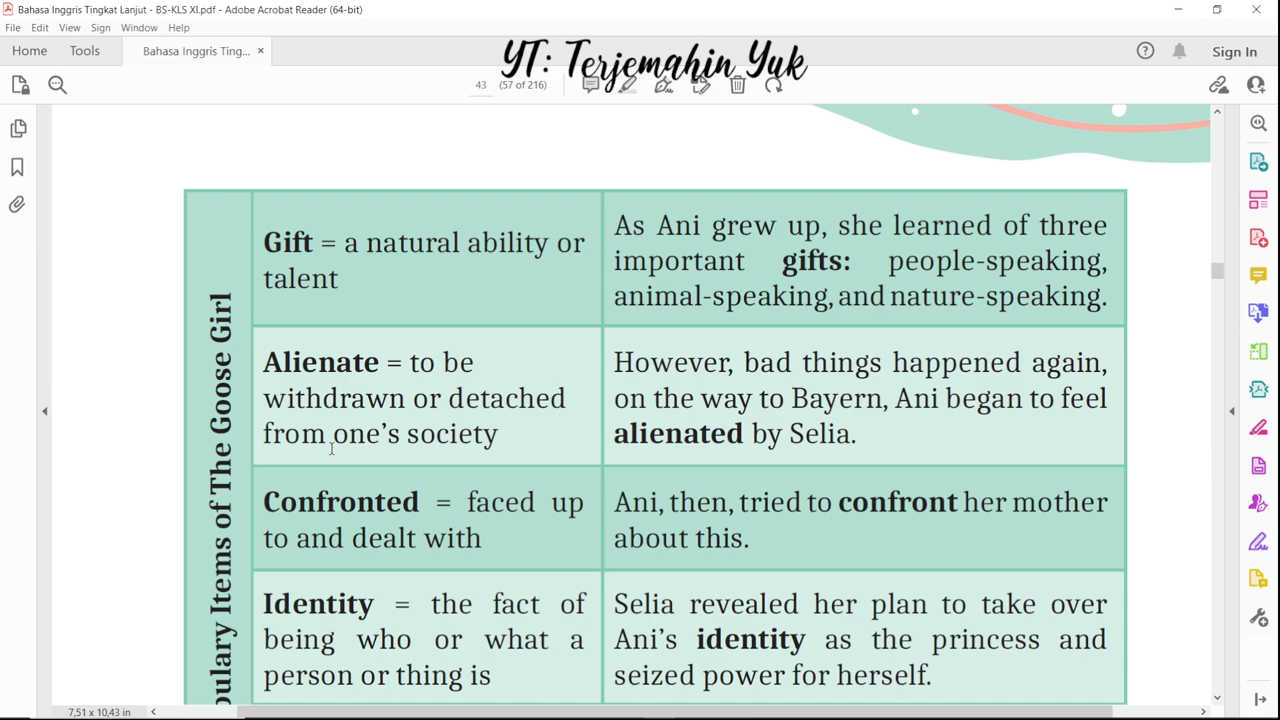 Bahasa Inggris Tingkat Lanjut - BS-KLS XI.pdf - Adobe Acrobat Reader (64-bit)
File Edit View Sign Window Help
Home Tools Bahasa Inggris Ting... × Sign In
YT: Terjemahin Yuk
43 (57 of 216)
Gift = a natural ability or
talent
As Ani grew up, she learned of three
important gifts: people-speaking,
animal-speaking, and nature-speaking.
Alienate = to be
withdrawn or detached
from one's society
However, bad things happened again,
on the way to Bayern, Ani began to feel
alienated by Selia.
Confronted = faced up
to and dealt with
Ani, then, tried to confront her mother
about this.
Identity = the fact of
being who or what a
person or thing is
Selia revealed her plan to take over
Ani's identity as the princess and
seized power for herself.
pulary Items of The Goose Girl
7,51 x 10,43 in